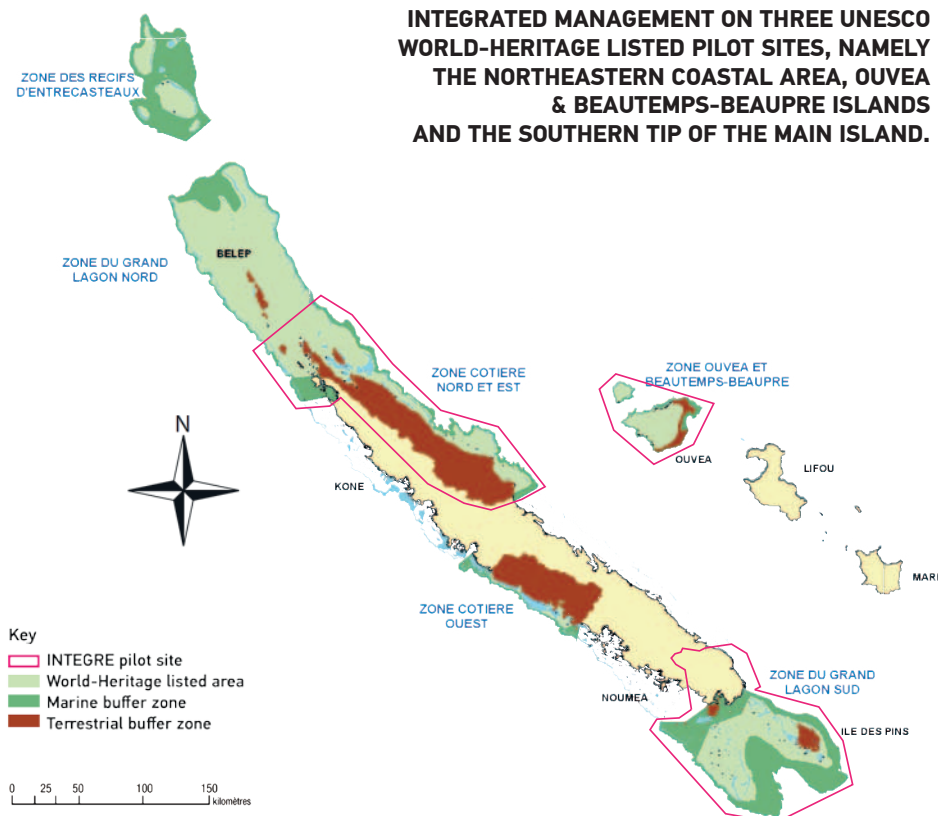 INTEGRATED MANAGEMENT ON THREE UNESCO
WORLD-HERITAGE LISTED PILOT SITES, NAMELY
THE NORTHEASTERN COASTAL AREA, OUVEA
& BEAUTEMPS-BEAUPRE ISLANDS
AND THE SOUTHERN TIP OF THE MAIN ISLAND.
ZONE DES RECIFS
D'ENTRECASTEAUX
BELEP
ZONE DU GRAND
LAGON NORD
ZONE COTIERE
NORD ET EST
ZONE OUVEA ET
BEAUTEMPS-BEAUPRE
OUVEA
LIFOU
N
KONE
MARE
ZONE COTIERE
OUEST
NOUMEA
ZONE DU GRAND
LAGON SUD
ILE DES PINS
Key
INTEGRE pilot site
World-Heritage listed area
Marine buffer zone
Terrestrial buffer zone
0 25 50 100 150
kilomètres